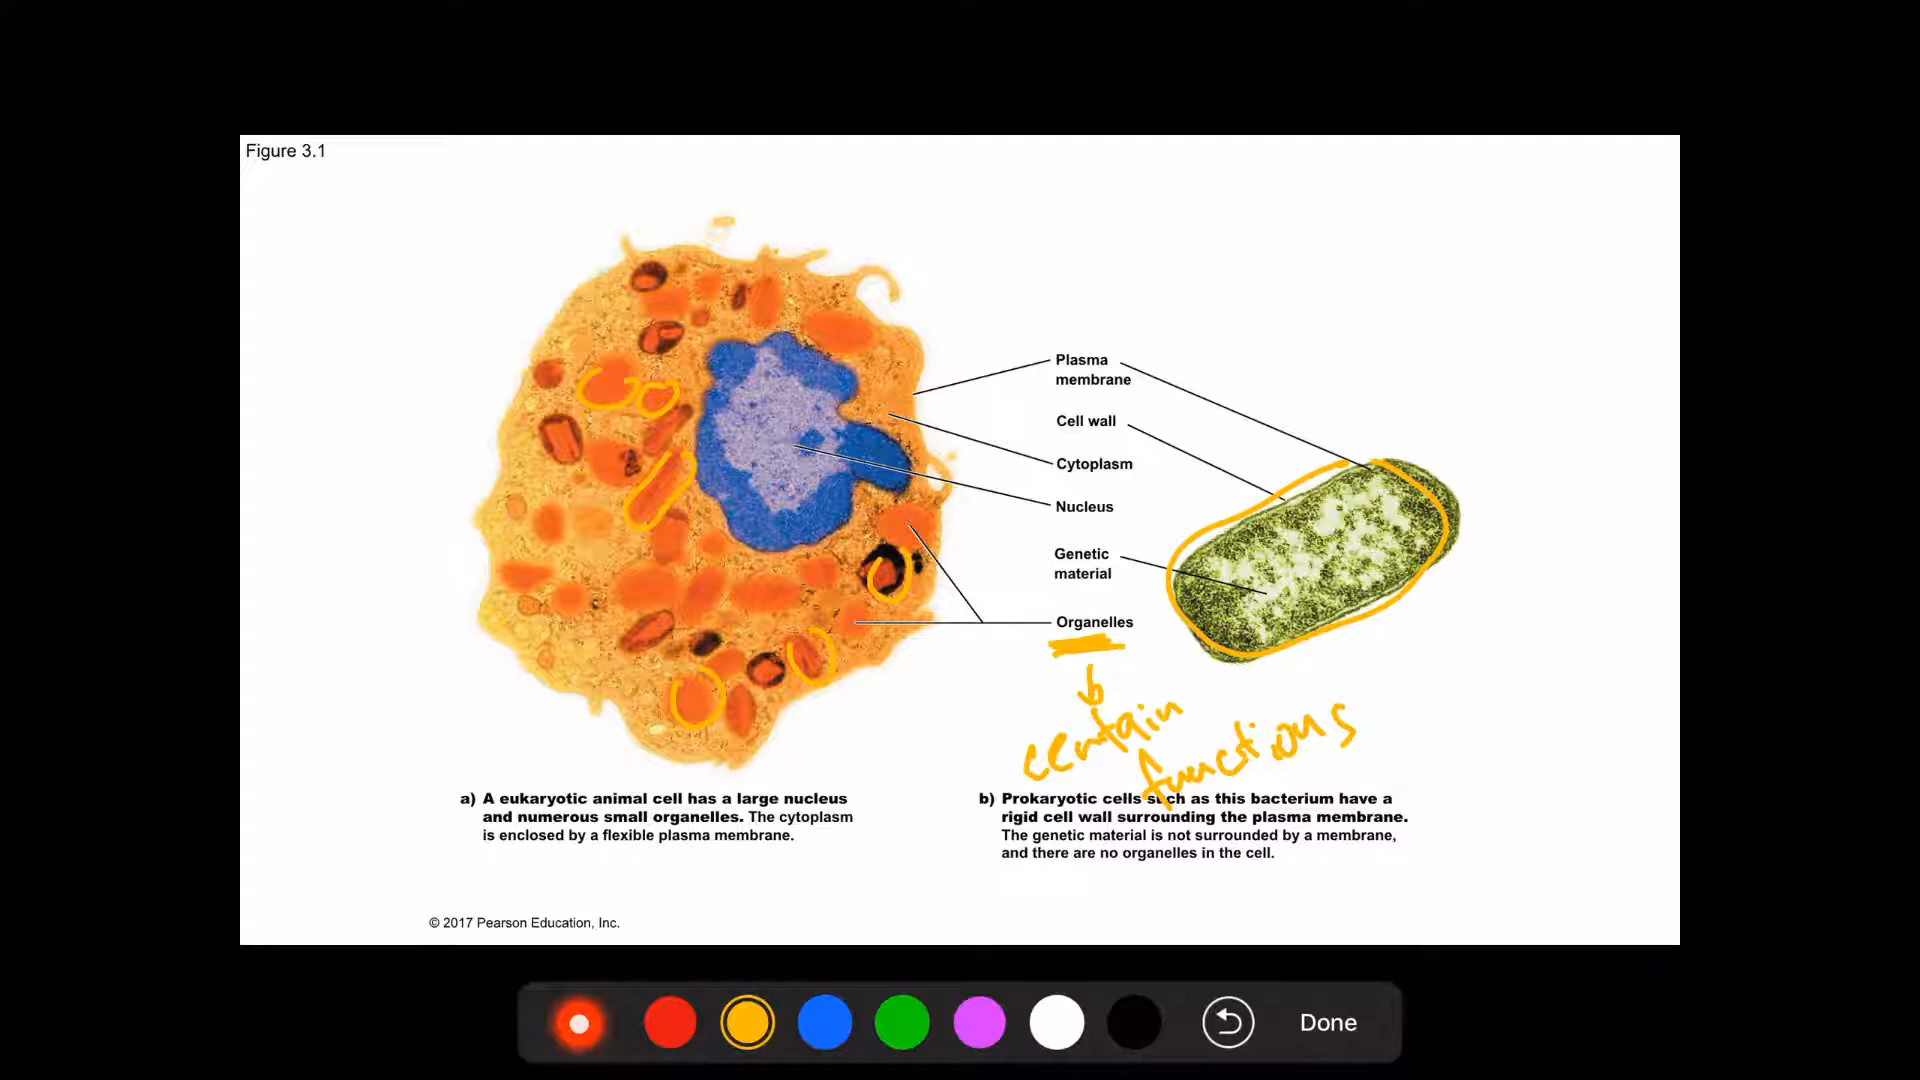 Figure 3.1
Plasma
membrane
Cell wall
Cytoplasm
Nucleus
Genetic
material
Organelles
certain
functions
a) A eukaryotic animal cell has a large nucleus
and numerous small organelles. The cytoplasm
is enclosed by a flexible plasma membrane.
b) Prokaryotic cells such as this bacterium have a
rigid cell wall surrounding the plasma membrane.
The genetic material is not surrounded by a membrane,
and there are no organelles in the cell.
© 2017 Pearson Education, Inc.
Done